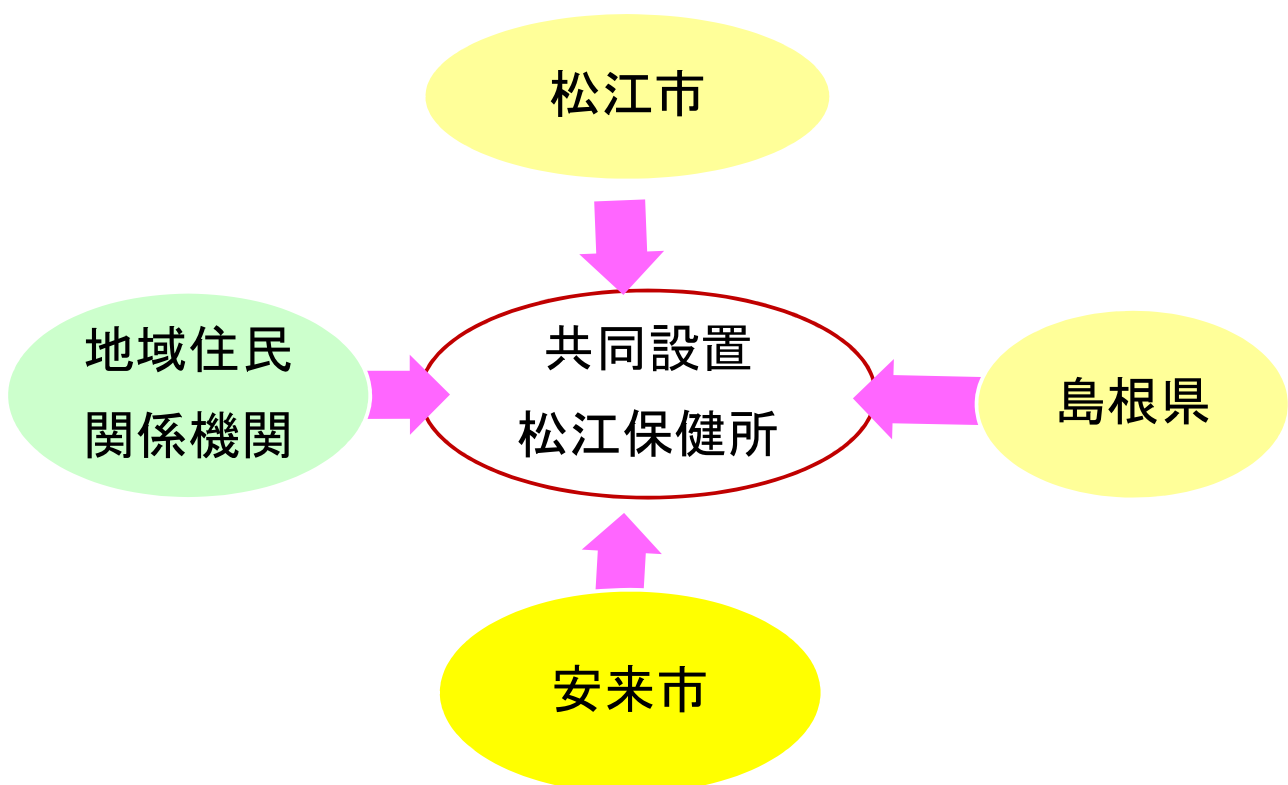 松江市
共同設置
松江保健所
地域住民
関係機関
島根県
安来市